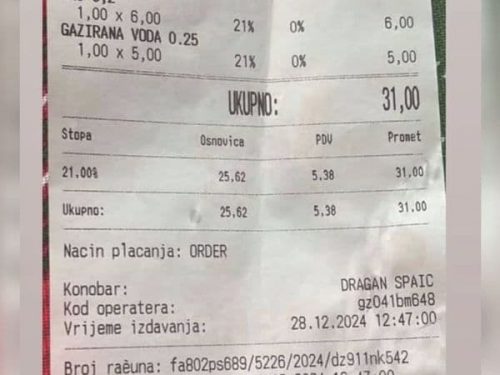 1,00 x 6,00 21% 0% 6,00
GAZIRANA VODA 0.25
1,00 x 5,00 21% 0% 5,00
UKUPNO: 31,00
Stopa Osnovica PDV Promet
21.00% 25,62 5,38 31,00
Ukupno: 25,62 5,38 31,00
Nacin placanja: ORDER
Konobar: DRAGAN SPAIC
Kod operatera: gz041bm648
Vrijeme izdavanja: 28.12.2024 12:47:00
Broj raèuna: fa802ps689/5226/2024/dz911nk542